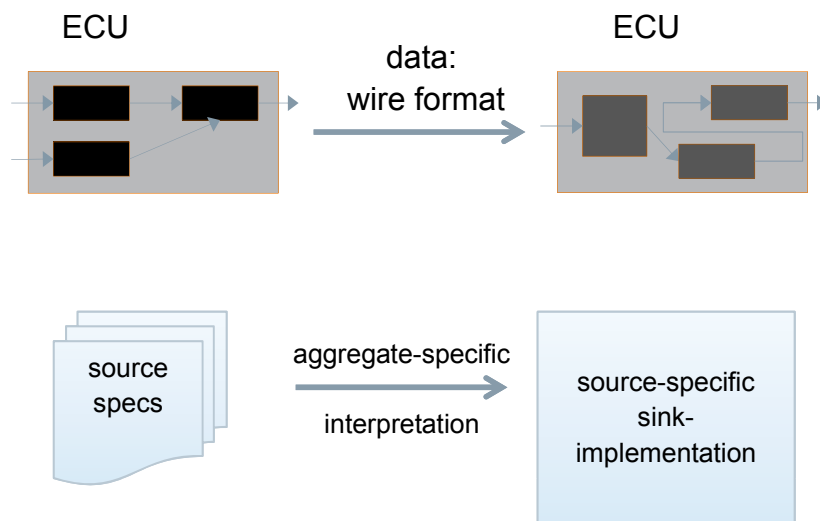 ECU
ECU
data:
wire format
source
specs
aggregate-specific
interpretation
source-specific
sink-
implementation